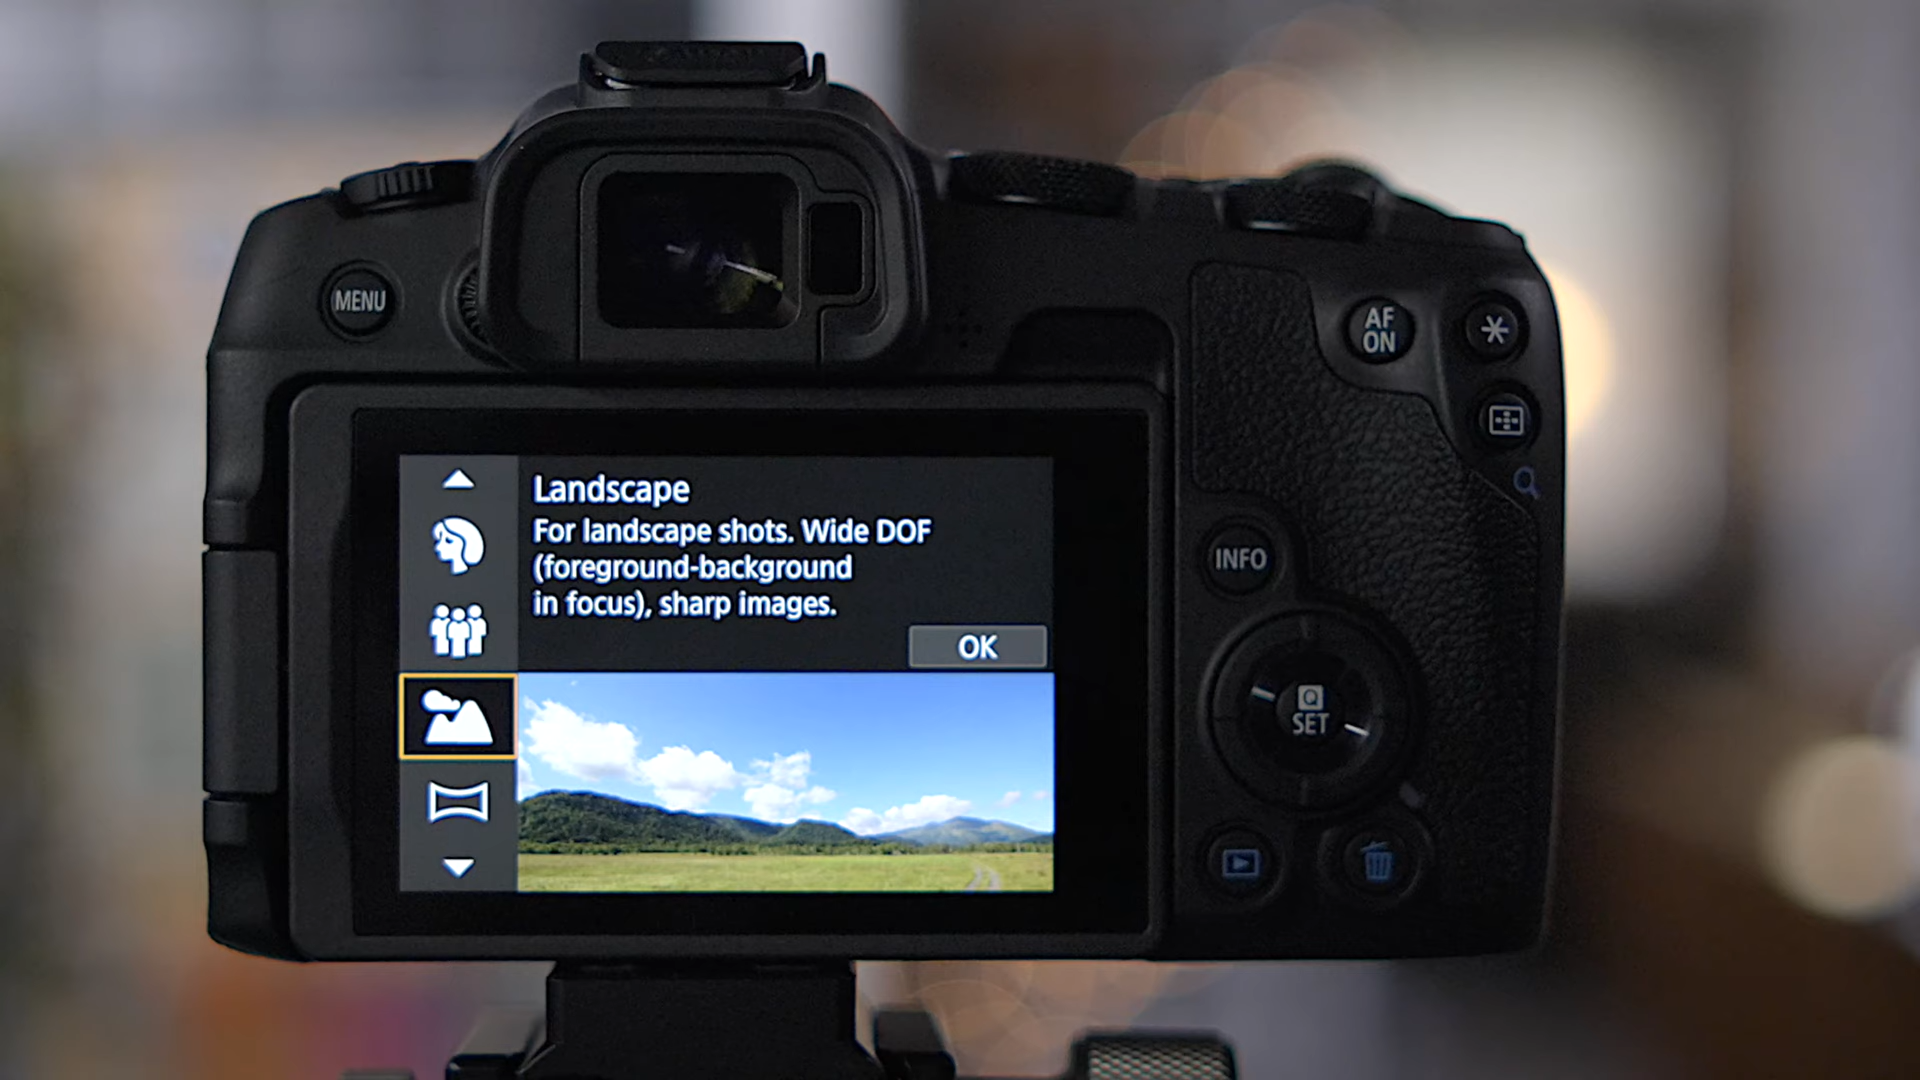 MENU
AF
ON
Landscape
For landscape shots. Wide DOF
(foreground-background
in focus), sharp images.
OK
INFO
Q
SET